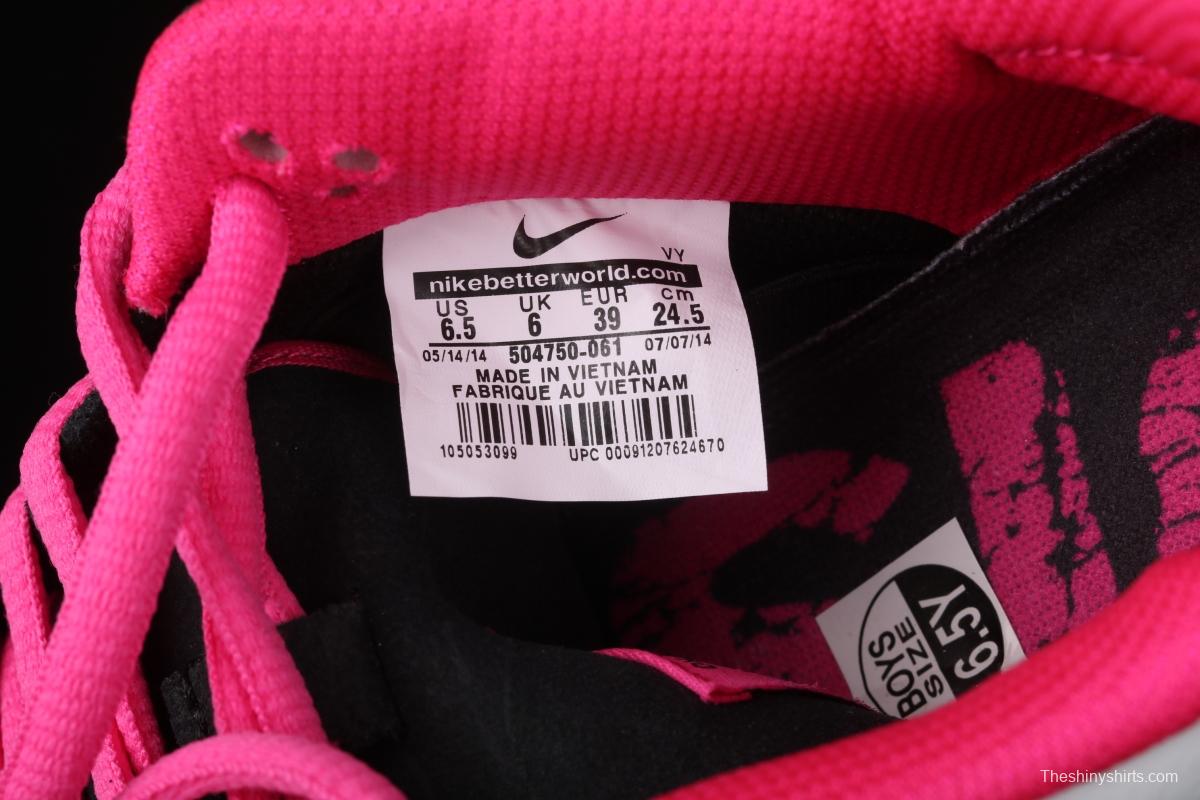 VY
nikebetterworld.com
US UK EUR cm
6.5 6 39 24.5
05/14/14 504750-061 07/07/14
MADE IN VIETNAM
FABRIQUE AU VIETNAM
105053099 UPC 00091207624670
BOYS
SIZE
6.5Y
Theshinyshirts.com